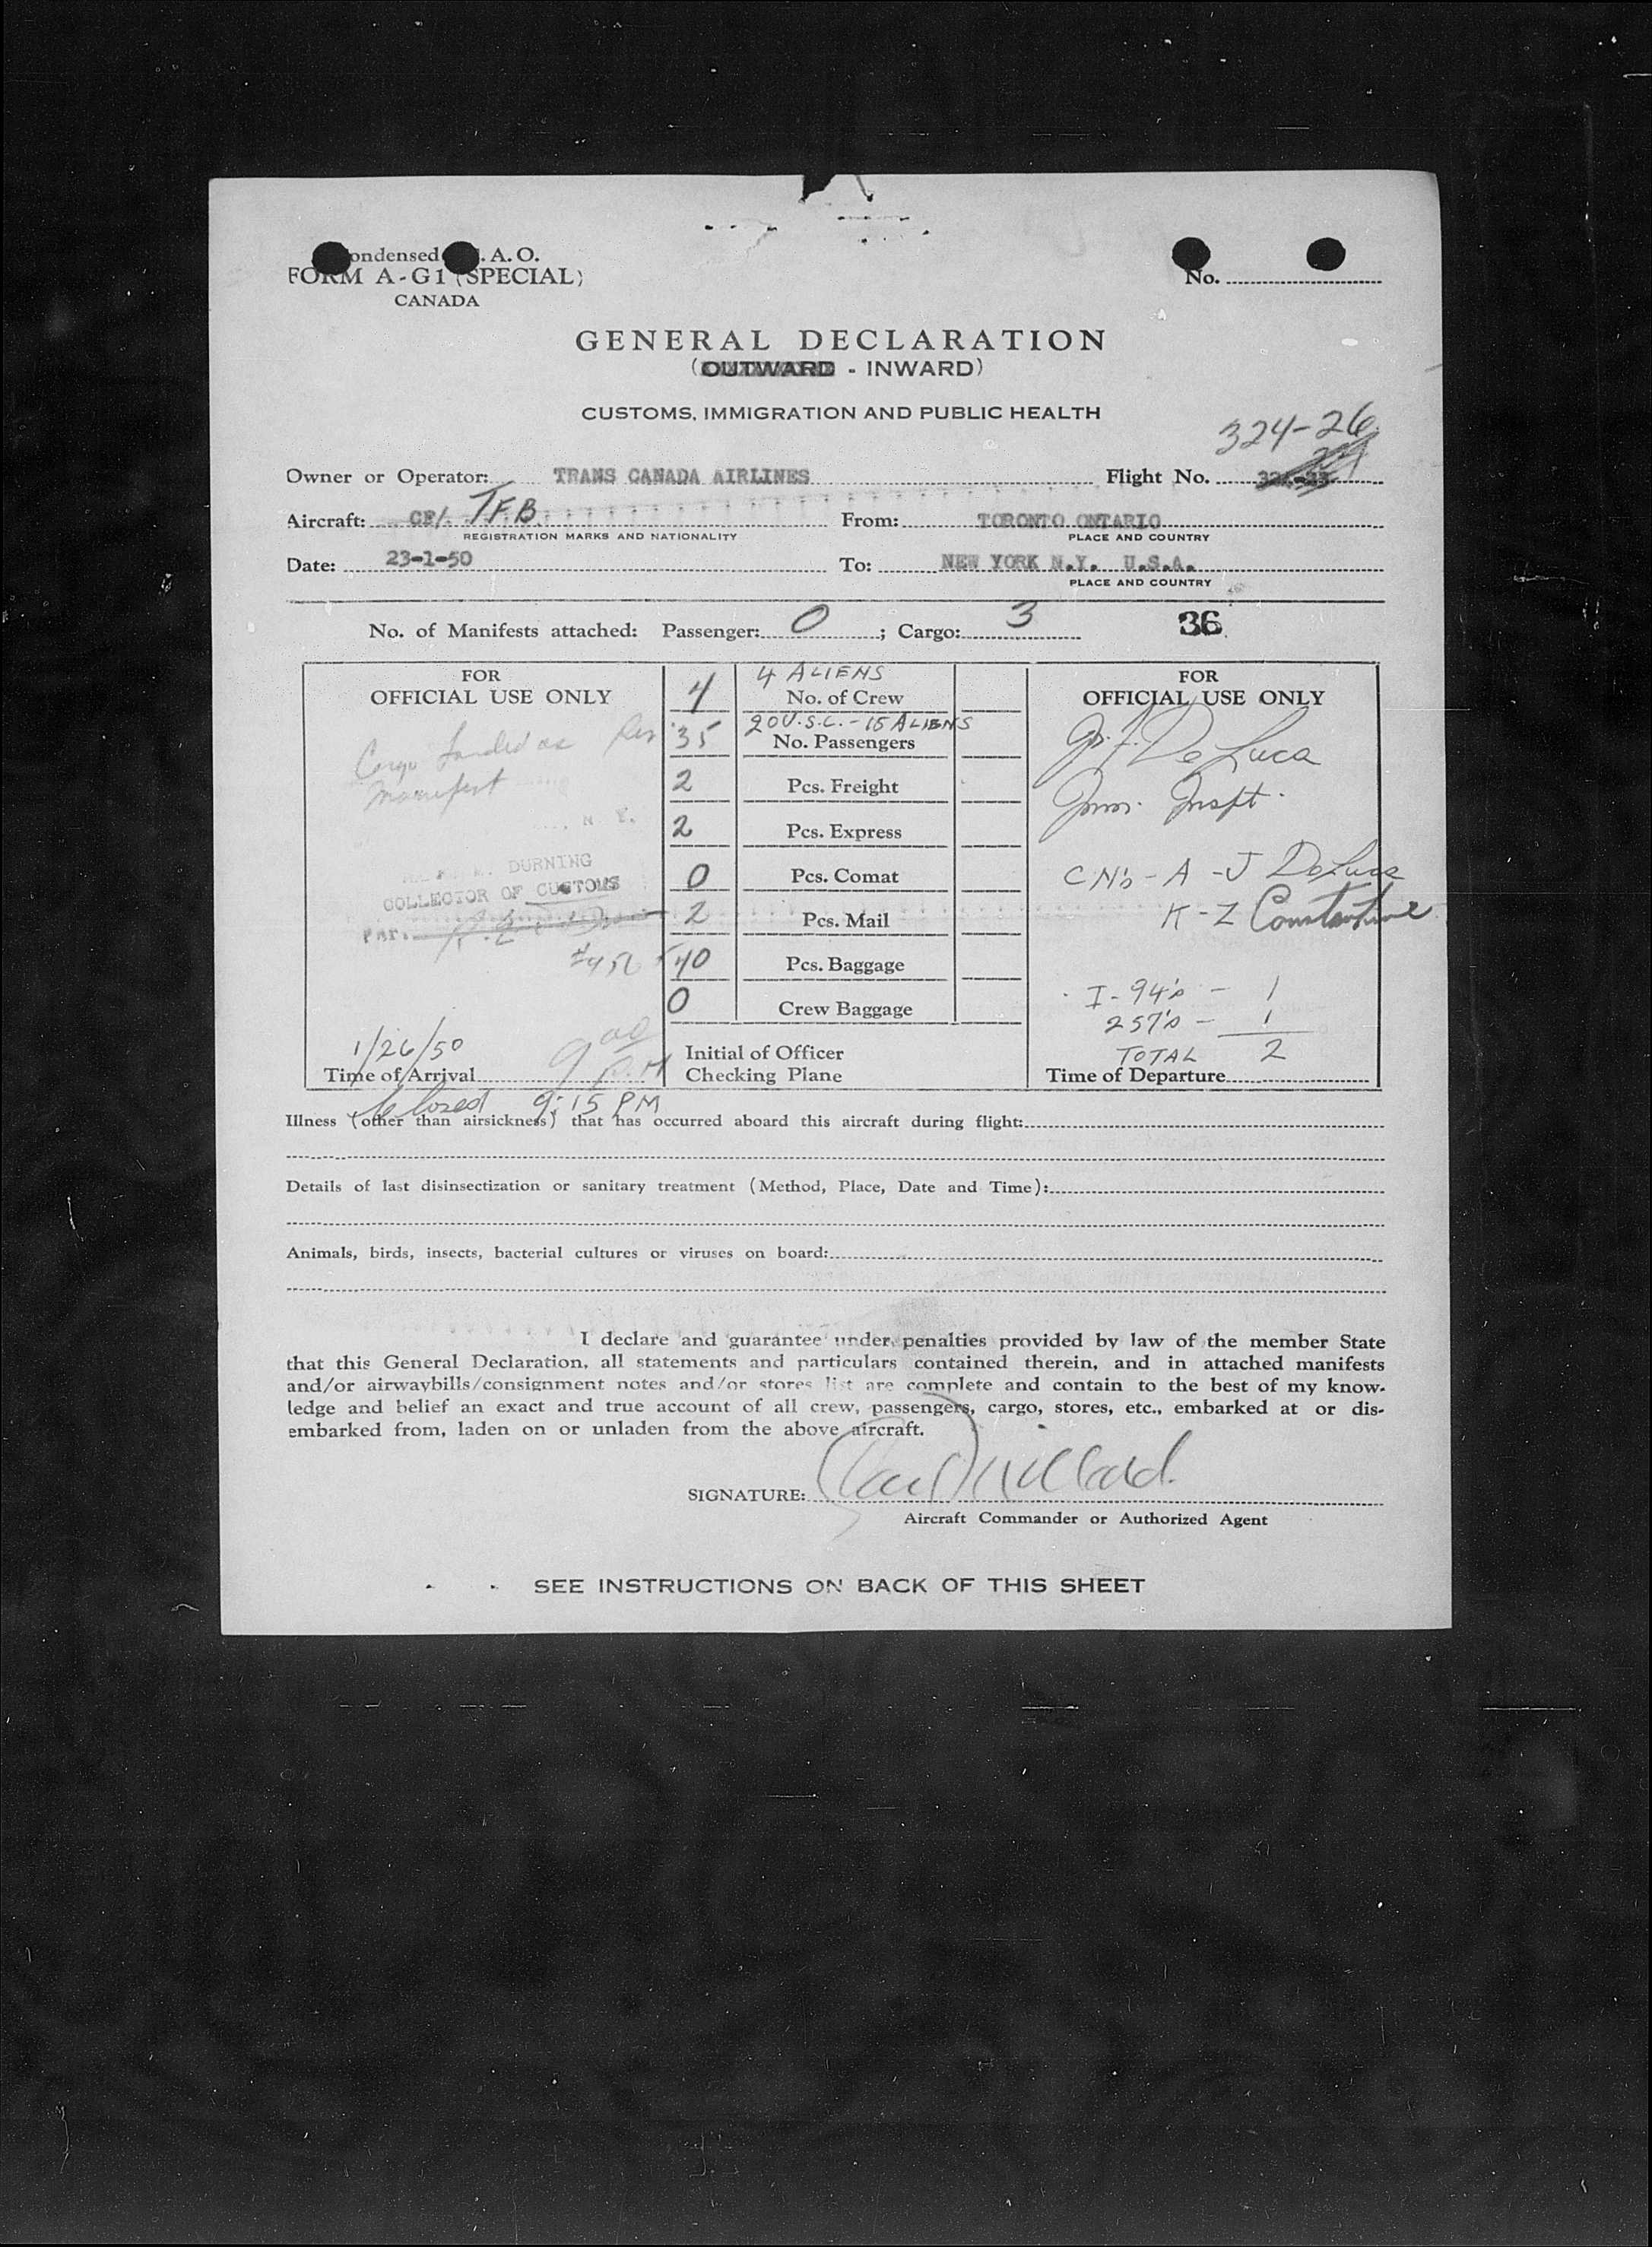 ondensed . A. O.
FORM A-G1 (SPECIAL)
CANADA
No.
GENERAL DECLARATION
(OUTWARD - INWARD)
CUSTOMS, IMMIGRATION AND PUBLIC HEALTH
324-26
Owner or Operator: TRANS CANADA AIRLINES Flight No.
Aircraft: CF/. TFB From: TORONTO ONTARIO
REGISTRATION MARKS AND NATIONALITY PLACE AND COUNTRY
Date: 23-1-50 To: NEW YORK N.Y. U.S.A.
PLACE AND COUNTRY
No. of Manifests attached: Passenger: 0 ; Cargo: 3 36
FOR
OFFICIAL USE ONLY
Cargo Landed as Per
Manifest
N. Y.
DURNING
COLLECTOR OF CUSTOMS
Per.
#456
1/26/50 9 00 P.M
Time of Arrival
4 4 ALIENS
No. of Crew
35 20 U.S.C. - 15 ALIENS
No. Passengers
2 Pcs. Freight
2 Pcs. Express
0 Pcs. Comat
2 Pcs. Mail
40 Pcs. Baggage
0 Crew Baggage
Initial of Officer
Checking Plane
FOR
OFFICIAL USE ONLY
De Luca
Imm. Inspt.
C N's - A - J DeLuca
K - Z Constantine
I-94's - 1
257's - 1
TOTAL 2
Time of Departure
closed 9:15 PM
Illness (other than airsickness) that has occurred aboard this aircraft during flight:
Details of last disinsectization or sanitary treatment (Method, Place, Date and Time):
Animals, birds, insects, bacterial cultures or viruses on board:
I declare and guarantee under penalties provided by law of the member State
that this General Declaration, all statements and particulars contained therein, and in attached manifests
and/or airwaybills/consignment notes and/or stores list are complete and contain to the best of my know-
ledge and belief an exact and true account of all crew, passengers, cargo, stores, etc., embarked at or dis-
embarked from, laden on or unladen from the above aircraft.
SIGNATURE:
Aircraft Commander or Authorized Agent
SEE INSTRUCTIONS ON BACK OF THIS SHEET